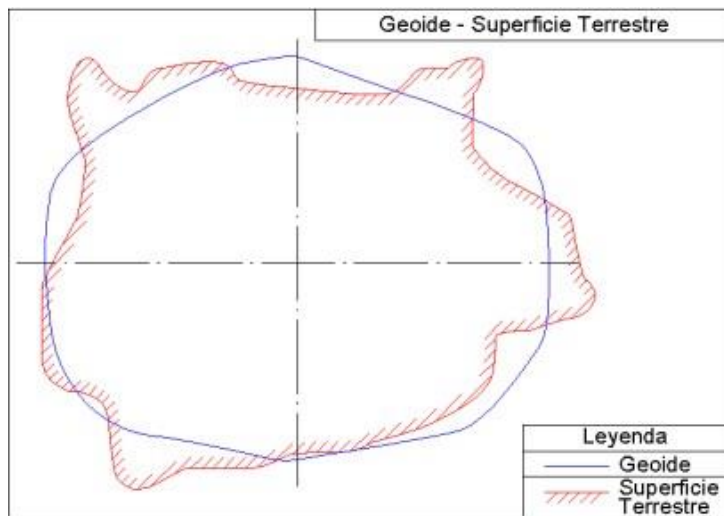 Geoide - Superficie Terrestre
Leyenda
Geoide
Superficie
Terrestre